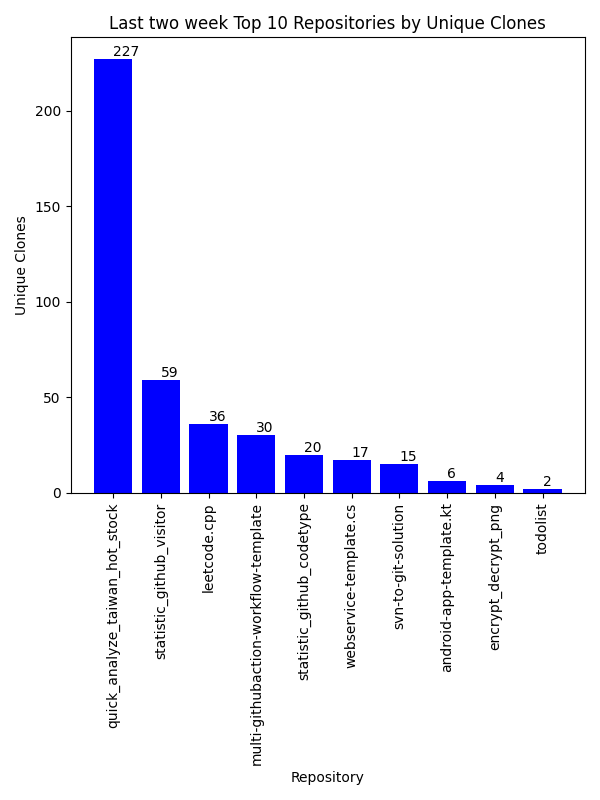 Last two week Top 10 Repositories by Unique Clones
Unique Clones
200
150
100
50
0
227
59
36
30
20
17
15
6
4
2
quick_analyze_taiwan_hot_stock
statistic_github_visitor
leetcode.cpp
multi-githubaction-workflow-template
statistic_github_codetype
webservice-template.cs
svn-to-git-solution
android-app-template.kt
encrypt_decrypt_png
todolist
Repository